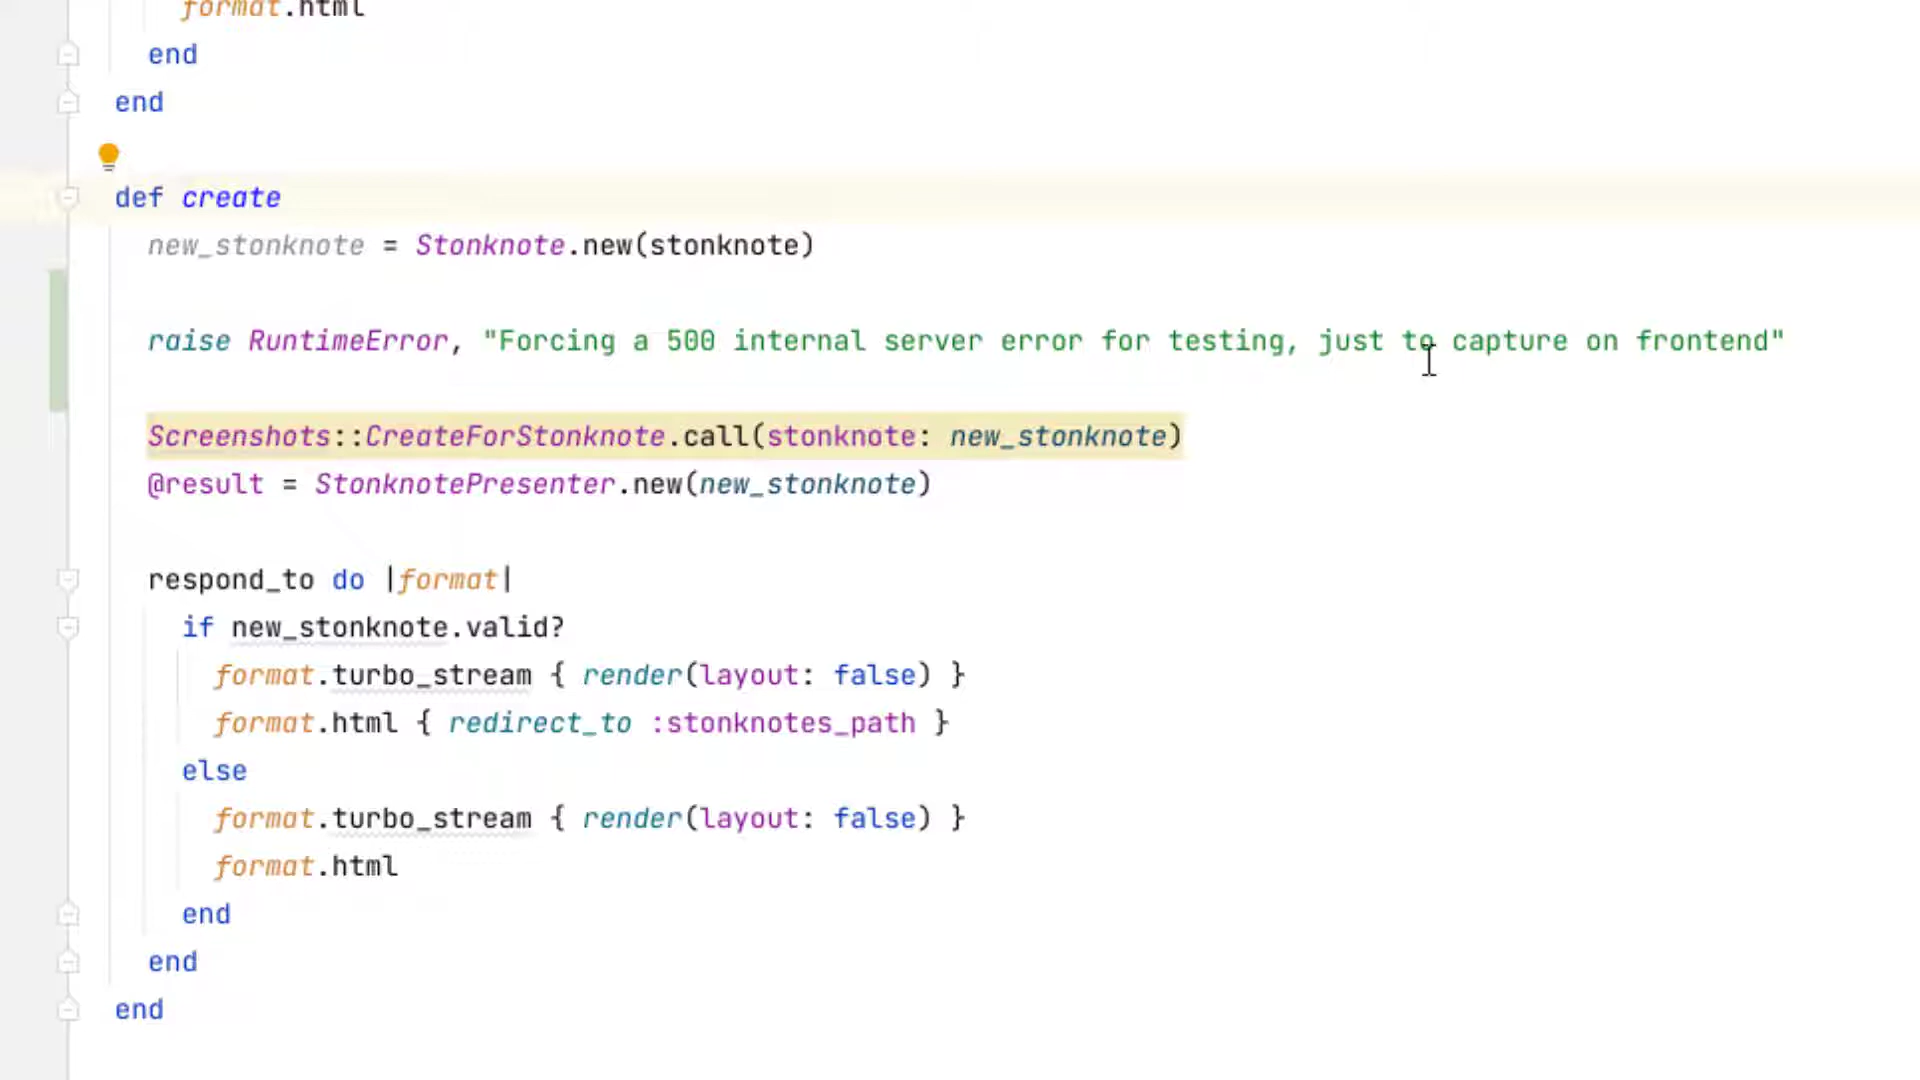 format.html
end
end
def create
new_stonknote = Stonknote.new(stonknote)
raise RuntimeError, "Forcing a 500 internal server error for testing, just to capture on frontend"
Screenshots::CreateForStonknote.call(stonknote: new_stonknote)
@result = StonknotePresenter.new(new_stonknote)
respond_to do |format|
if new_stonknote.valid?
format.turbo_stream { render(layout: false) }
format.html { redirect_to :stonknotes_path }
else
format.turbo_stream { render(layout: false) }
format.html
end
end
end